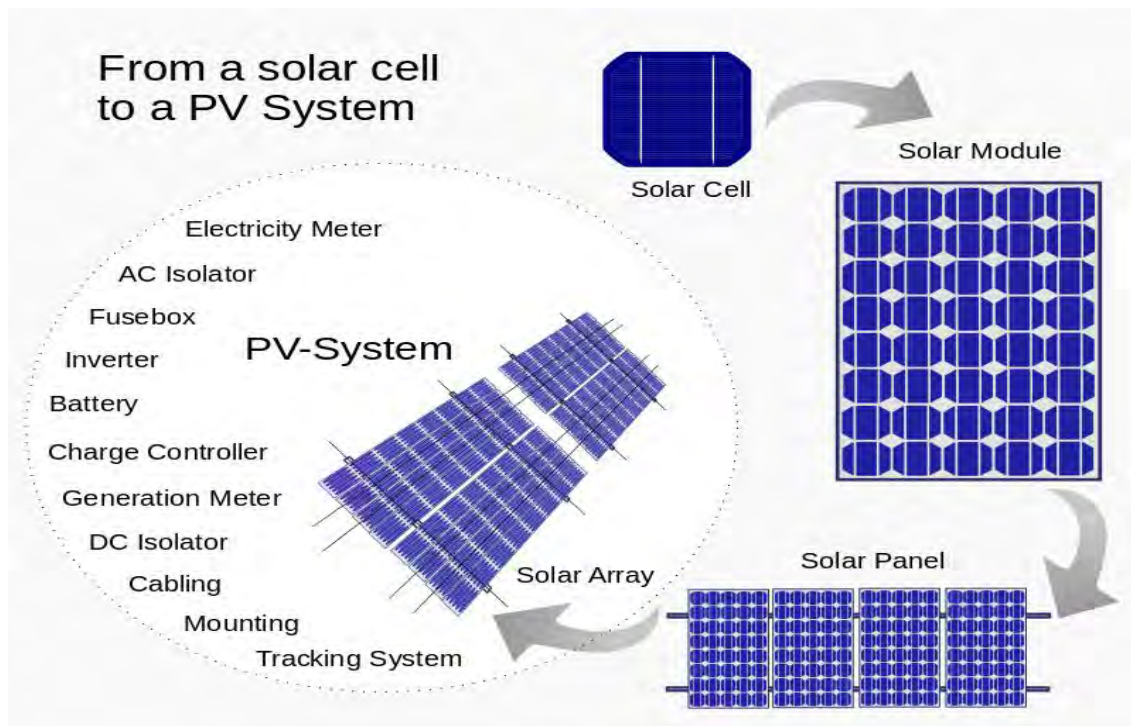 From a solar cell
to a PV System
Solar Cell
Solar Module
Solar Panel
Solar Array
PV-System
Electricity Meter
AC Isolator
Fusebox
Inverter
Battery
Charge Controller
Generation Meter
DC Isolator
Cabling
Mounting
Tracking System